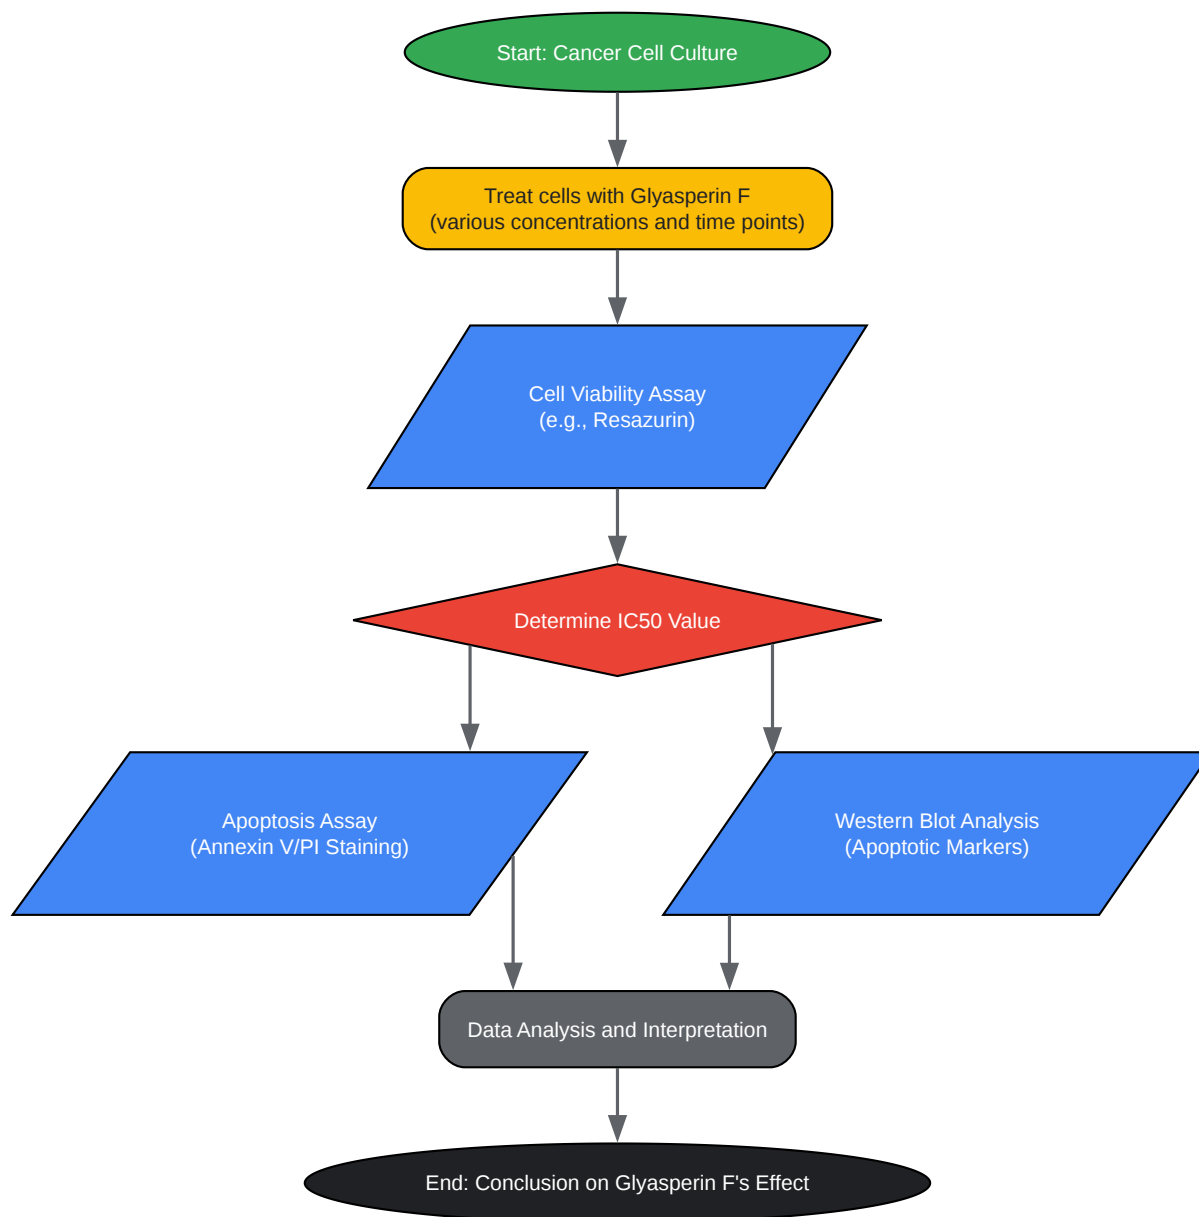 Start: Cancer Cell Culture
Treat cells with Glyasperin F
(various concentrations and time points)
Cell Viability Assay
(e.g., Resazurin)
Determine IC50 Value
Apoptosis Assay
(Annexin V/PI Staining)
Western Blot Analysis
(Apoptotic Markers)
Data Analysis and Interpretation
End: Conclusion on Glyasperin F's Effect